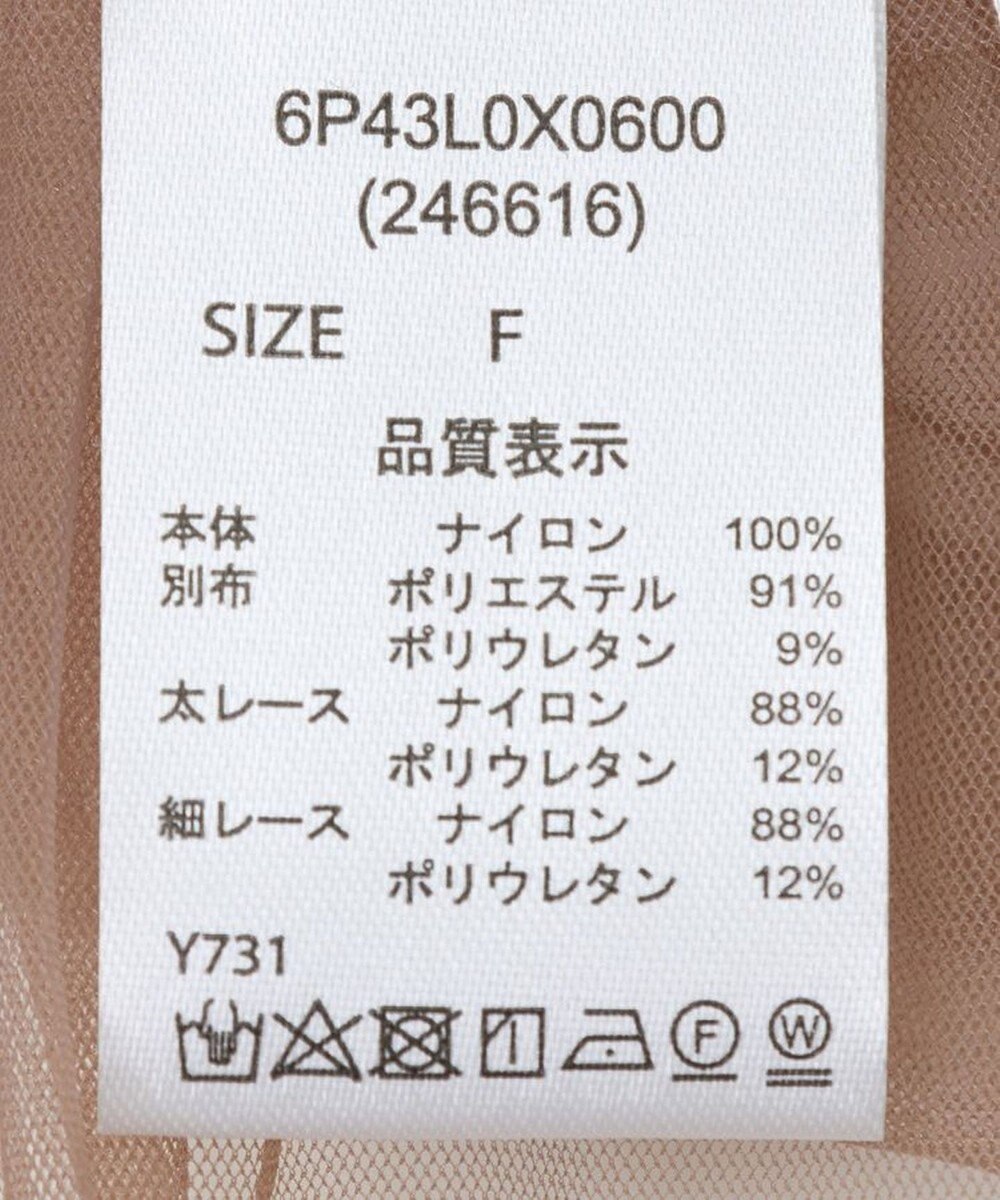 6P43L0X0600
(246616)
SIZE F
品質表示
本体 ナイロン 100%
別布 ポリエステル 91%
ポリウレタン 9%
太レース ナイロン 88%
ポリウレタン 12%
細レース ナイロン 88%
ポリウレタン 12%
Y731
F W